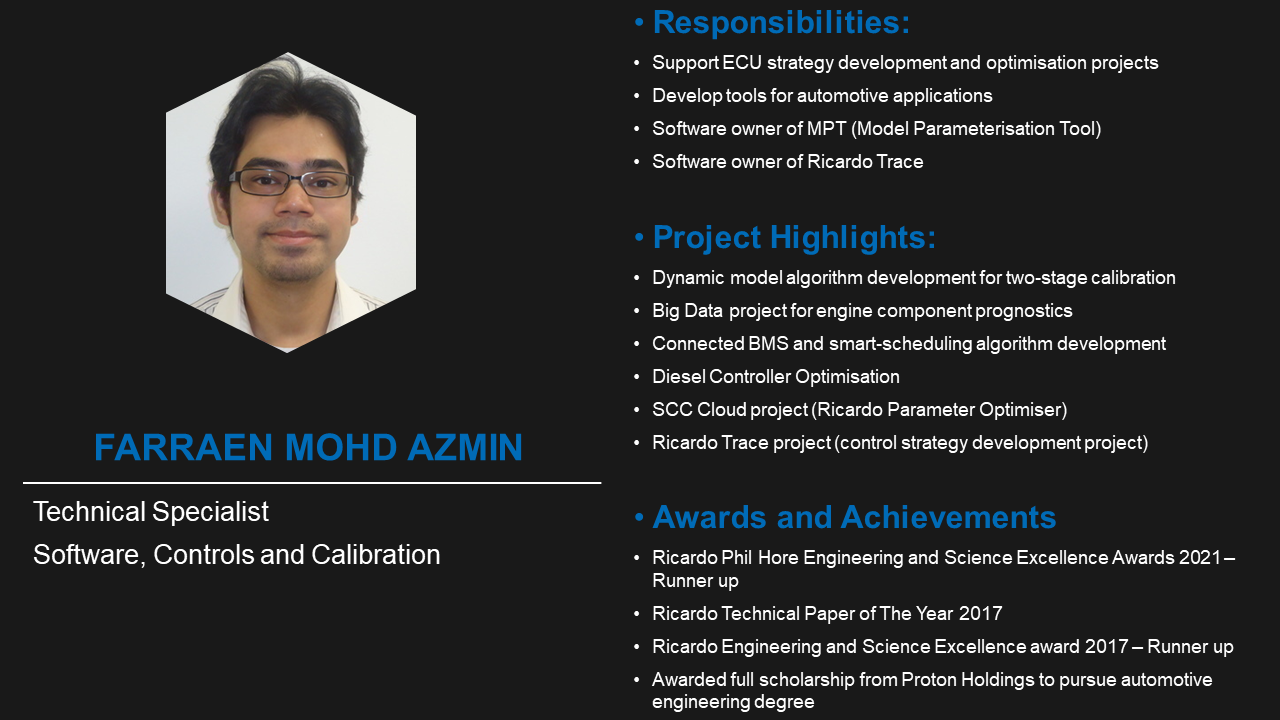 FARRAEN MOHD AZMIN
Technical Specialist
Software, Controls and Calibration
• Responsibilities:
• Support ECU strategy development and optimisation projects
• Develop tools for automotive applications
• Software owner of MPT (Model Parameterisation Tool)
• Software owner of Ricardo Trace
• Project Highlights:
• Dynamic model algorithm development for two-stage calibration
• Big Data project for engine component prognostics
• Connected BMS and smart-scheduling algorithm development
• Diesel Controller Optimisation
• SCC Cloud project (Ricardo Parameter Optimiser)
• Ricardo Trace project (control strategy development project)
• Awards and Achievements
• Ricardo Phil Hore Engineering and Science Excellence Awards 2021 –
Runner up
• Ricardo Technical Paper of The Year 2017
• Ricardo Engineering and Science Excellence award 2017 – Runner up
• Awarded full scholarship from Proton Holdings to pursue automotive
engineering degree